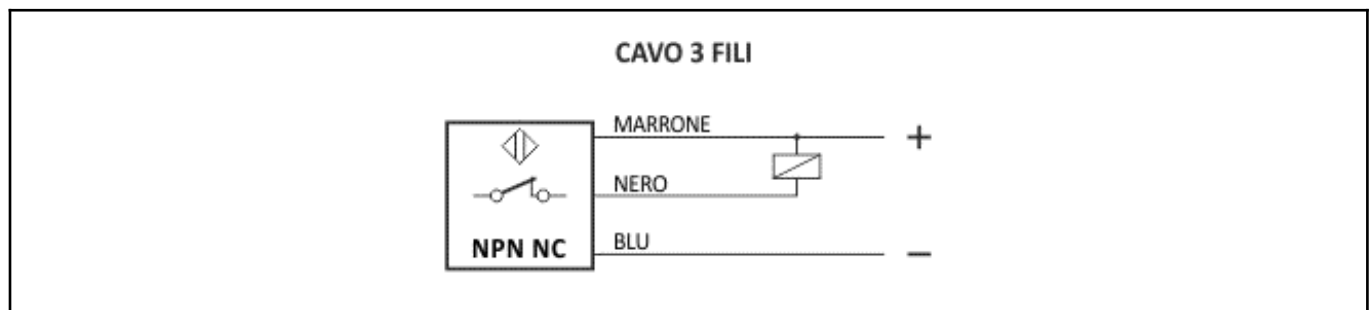 CAVO 3 FILI
MARRONE
+
NERO
NPN NC
BLU
−